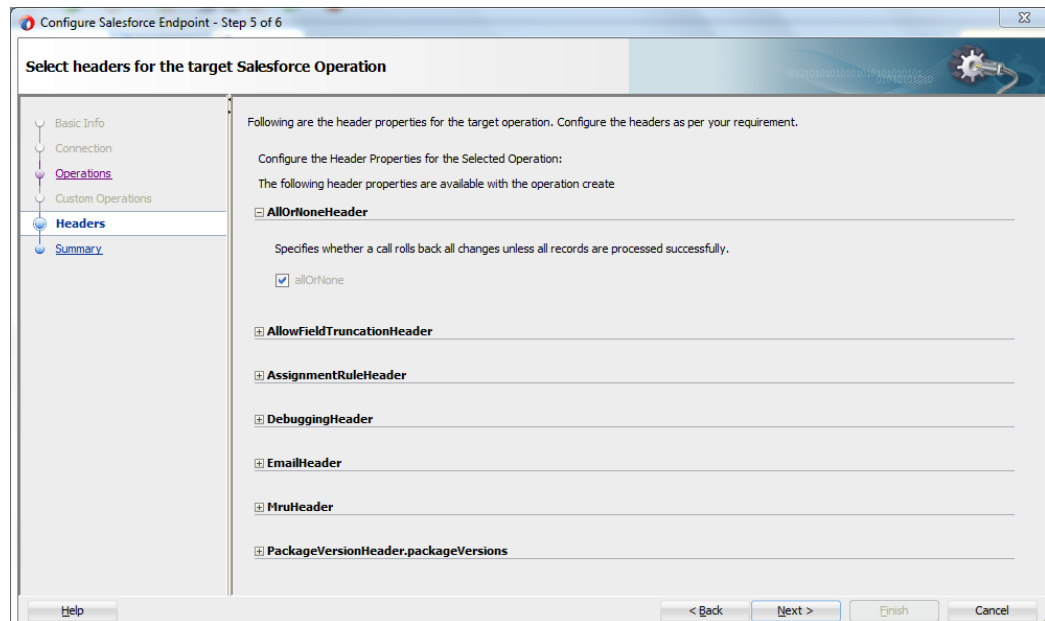 Configure Salesforce Endpoint - Step 5 of 6
Select headers for the target Salesforce Operation
Basic Info
Connection
Operations
Custom Operations
Headers
Summary
Following are the header properties for the target operation. Configure the headers as per your requirement.
Configure the Header Properties for the Selected Operation:
The following header properties are available with the operation create
AllOrNoneHeader
Specifies whether a call rolls back all changes unless all records are processed successfully.
allOrNone
AllowFieldTruncationHeader
AssignmentRuleHeader
DebuggingHeader
EmailHeader
MruHeader
PackageVersionHeader.packageVersions
Help
< Back
Next >
Finish
Cancel